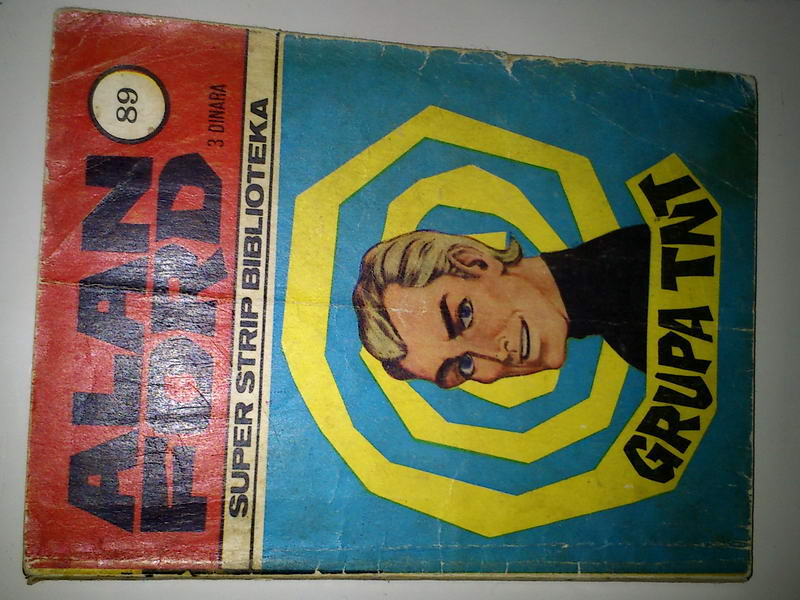 89
3 DINARA
ALAN
FORD
SUPER STRIP BIBLIOTEKA
GRUPA TNT